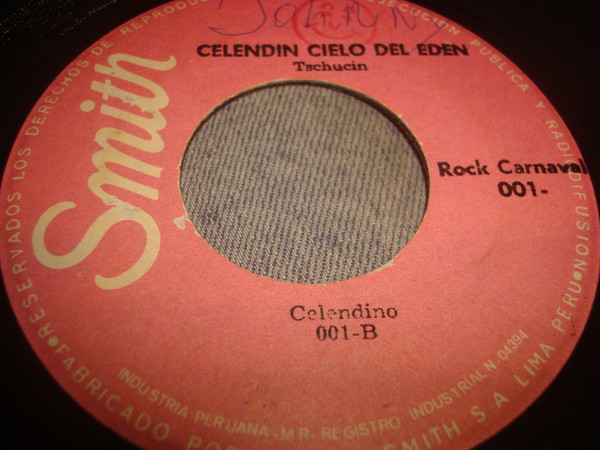 Johnny
CELENDIN CIELO DEL EDEN
Tschucin
Smith
Rock Carnaval
001-
Celendino
001-B
INDUSTRIA PERUANA - M.R. REGISTRO INDUSTRIAL N. 04394
RESERVADOS LOS DERECHOS DE REPRODUC
EJECUCION PUBLICA Y RADIODIFUSION
FABRICADO POR SMITH S A LIMA PERU